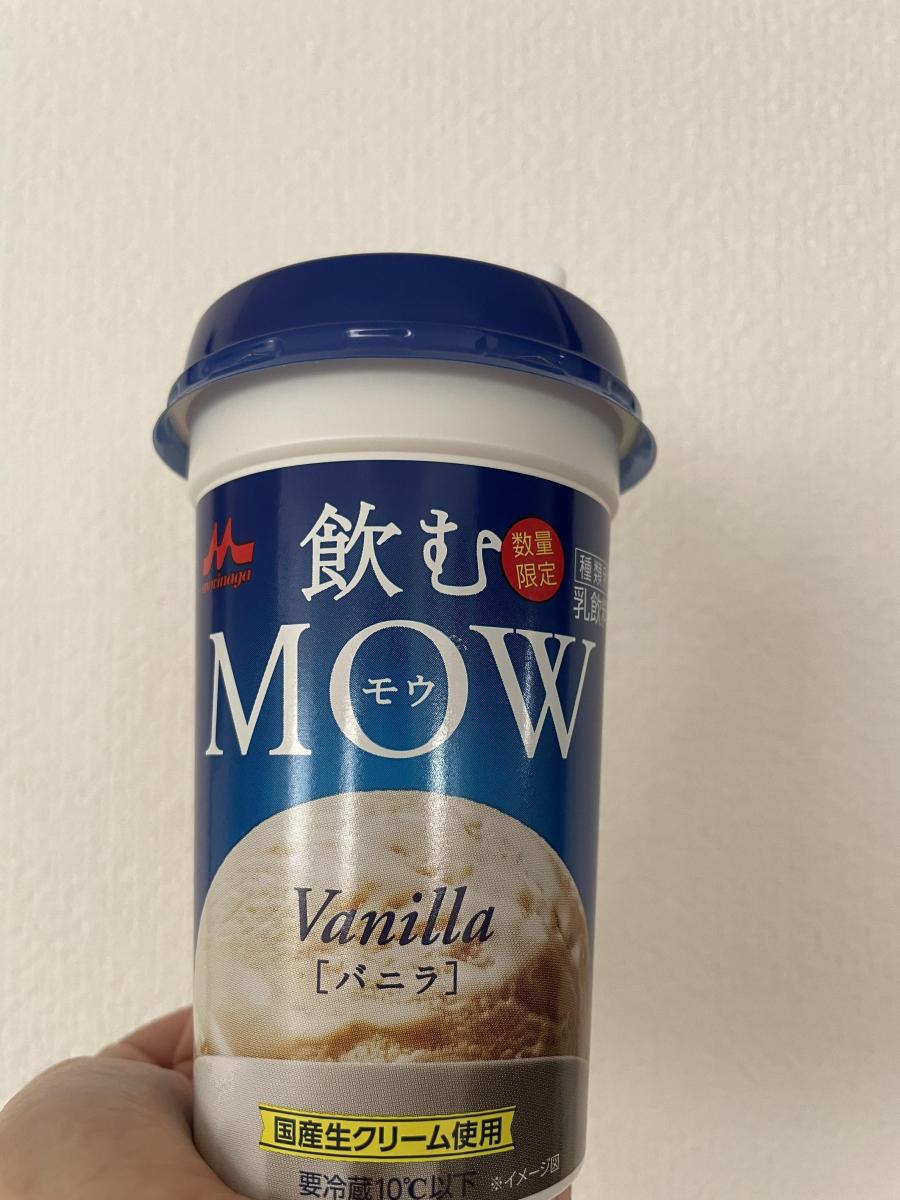 飲む
数量
限定
morinaga
種類
乳飲
MOW
モウ
Vanilla
[バニラ]
国産生クリーム使用
要冷蔵10℃以下
※イメージ図